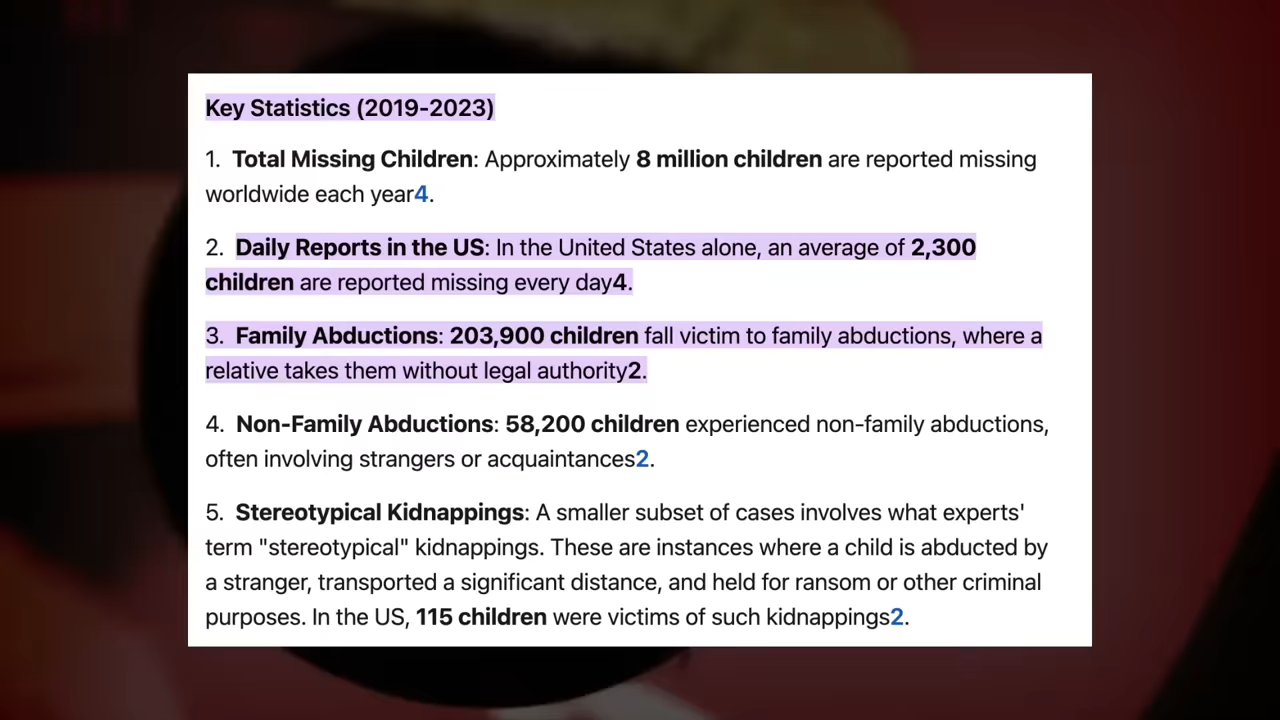 Key Statistics (2019-2023)
1. Total Missing Children: Approximately 8 million children are reported missing
worldwide each year4.
2. Daily Reports in the US: In the United States alone, an average of 2,300
children are reported missing every day4.
3. Family Abductions: 203,900 children fall victim to family abductions, where a
relative takes them without legal authority2.
4. Non-Family Abductions: 58,200 children experienced non-family abductions,
often involving strangers or acquaintances2.
5. Stereotypical Kidnappings: A smaller subset of cases involves what experts'
term "stereotypical" kidnappings. These are instances where a child is abducted by
a stranger, transported a significant distance, and held for ransom or other criminal
purposes. In the US, 115 children were victims of such kidnappings2.